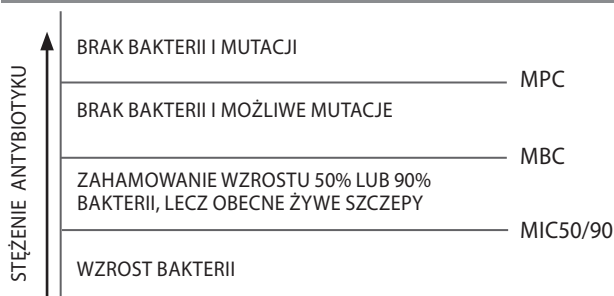 BRAK BAKTERII I MUTACJI
MPC
BRAK BAKTERII I MOŻLIWE MUTACJE
MBC
ZAHAMOWANIE WZROSTU 50% LUB 90%
BAKTERII, LECZ OBECNE ŻYWE SZCZEPY
MIC50/90
WZROST BAKTERII
STĘŻENIE ANTYBIOTYKU